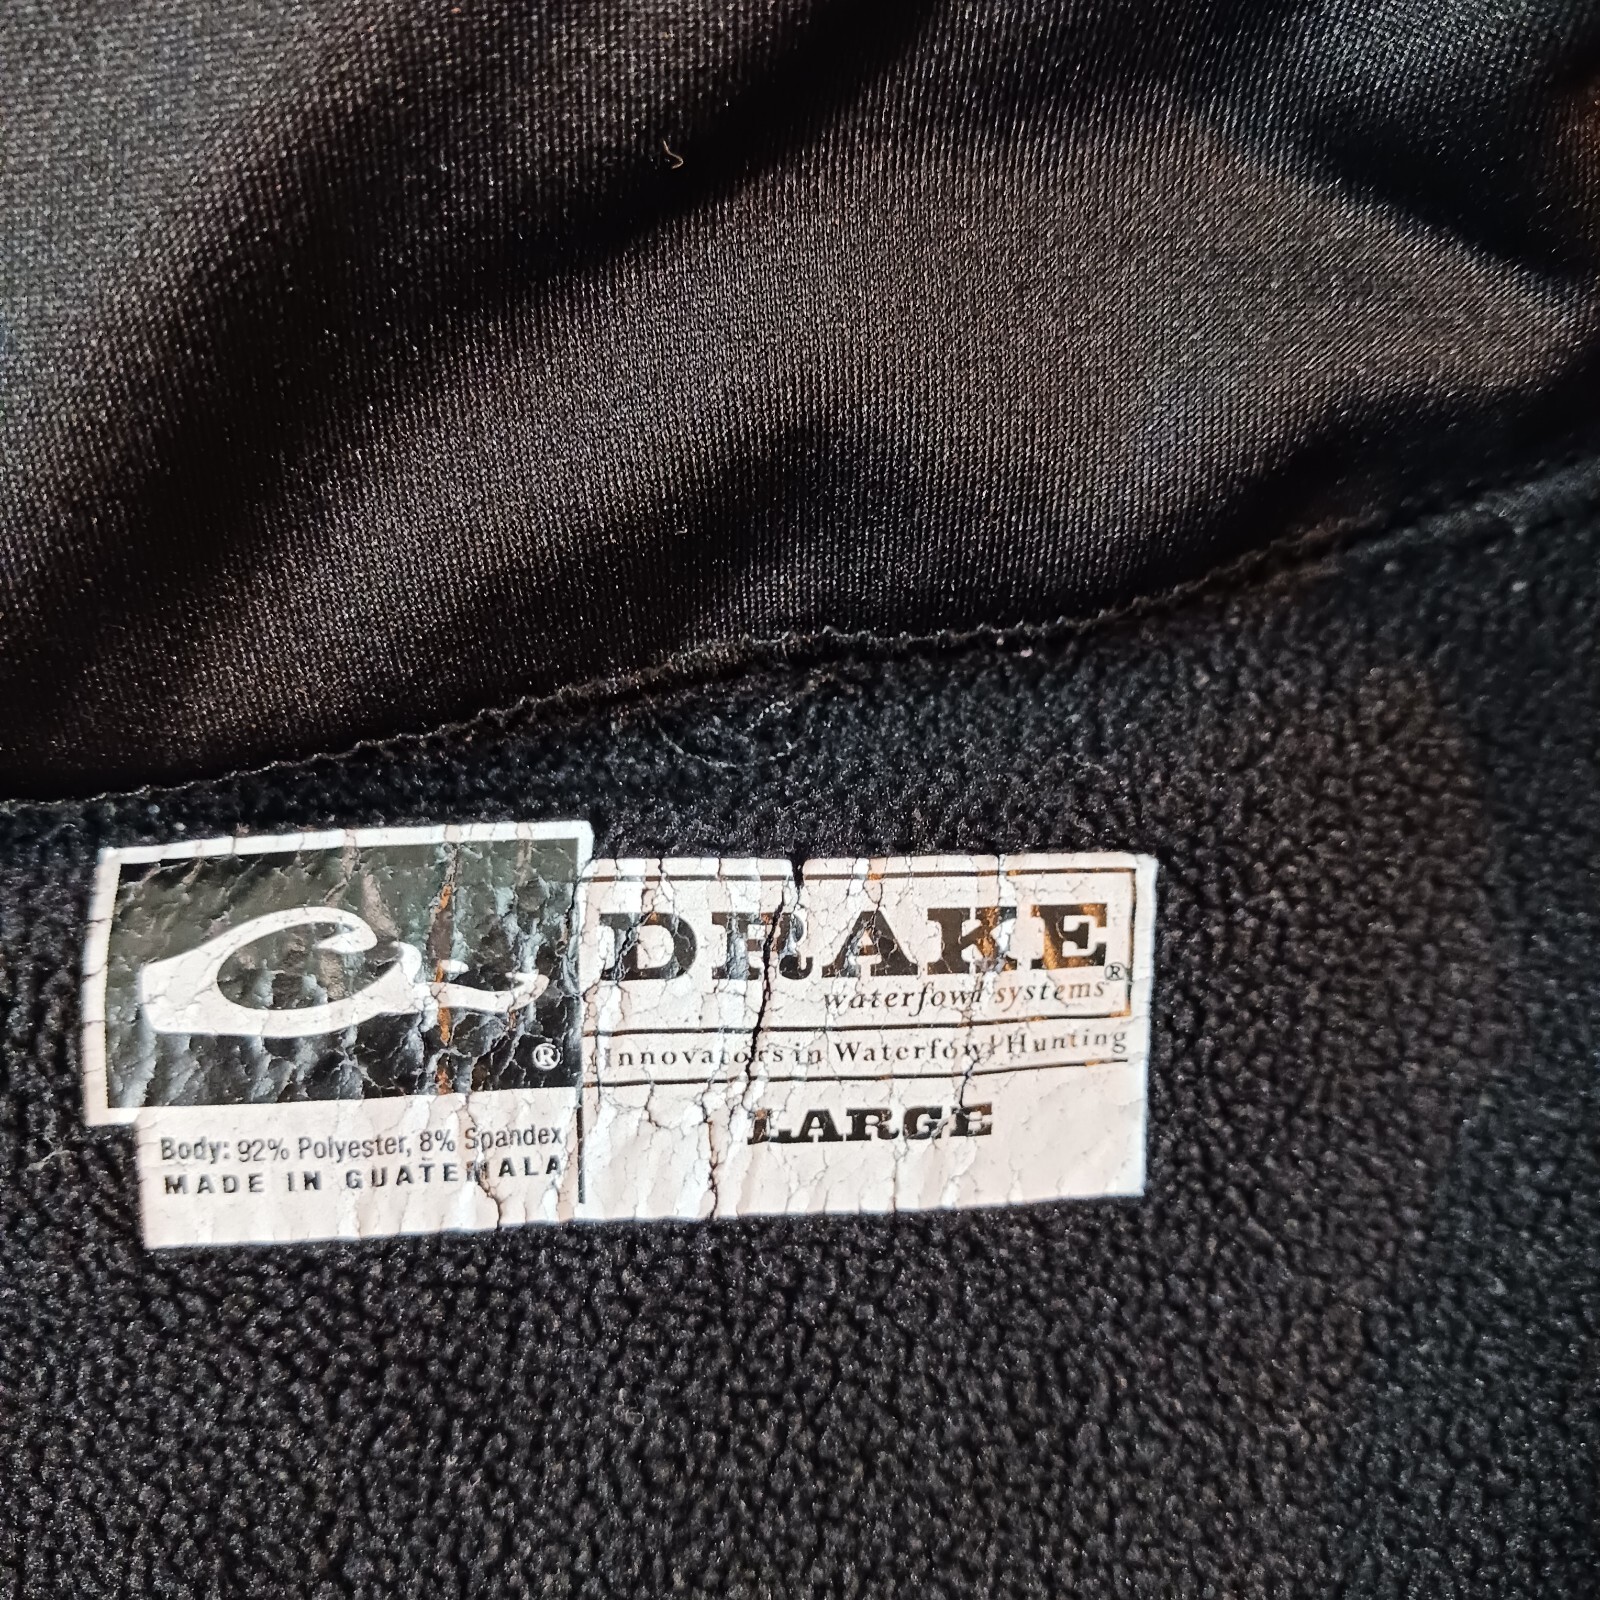 DRAKE®
waterfowl systems®
Innovators in Waterfowl Hunting
LARGE
®
Body: 92% Polyester, 8% Spandex
MADE IN GUATEMALA